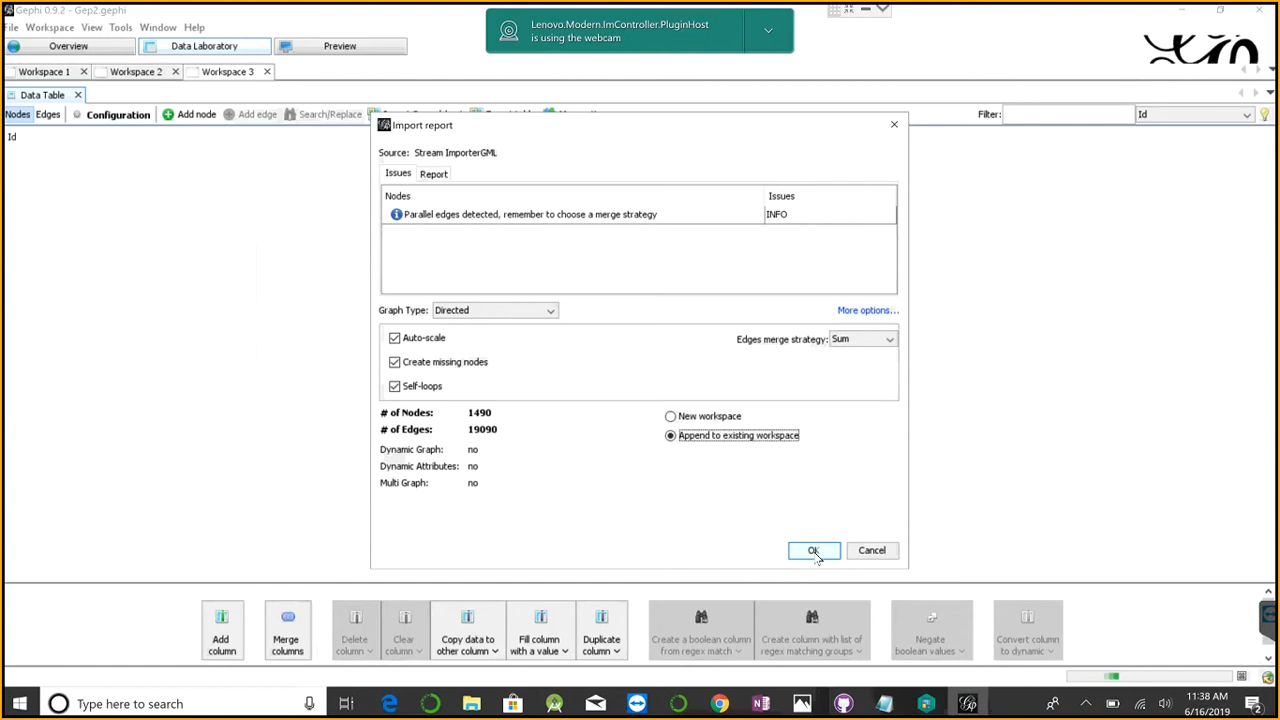 Gephi 0.9.2 - Gep2.gephi
File Workspace View Tools Window Help
Lenovo.Modern.ImController.PluginHost
is using the webcam
Overview Data Laboratory Preview
Workspace 1 Workspace 2 Workspace 3
Data Table
Nodes Edges Configuration Add node Add edge Search/Replace Filter: Id
Id
Import report
Source: Stream ImporterGML
Issues Report
Nodes Issues
Parallel edges detected, remember to choose a merge strategy INFO
Graph Type: Directed More options...
Auto-scale Edges merge strategy: Sum
Create missing nodes
Self-loops
# of Nodes: 1490 New workspace
# of Edges: 19090 Append to existing workspace
Dynamic Graph: no
Dynamic Attributes: no
Multi Graph: no
OK Cancel
Add column
Merge columns
Delete column
Clear column
Copy data to other column
Fill column with a value
Duplicate column
Create a boolean column from regex match
Create column with list of regex matching groups
Negate boolean values
Convert column to dynamic
Type here to search
11:38 AM
6/16/2019
2